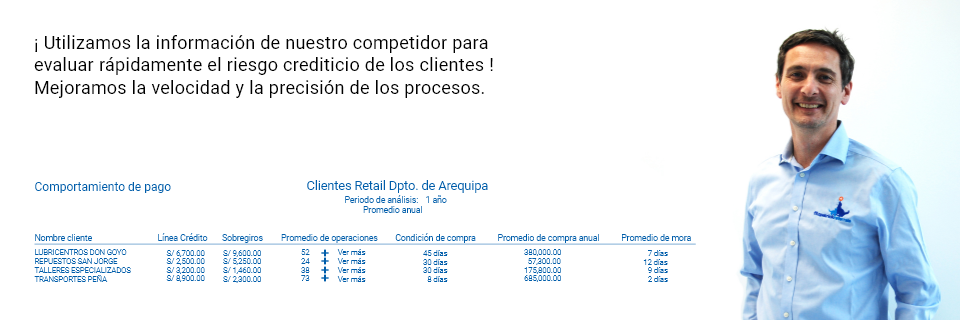 ¡ Utilizamos la información de nuestro competidor para
evaluar rápidamente el riesgo crediticio de los clientes !
Mejoramos la velocidad y la precisión de los procesos.
Comportamiento de pago
Clientes Retail Dpto. de Arequipa
Periodo de análisis: 1 año
Promedio anual
Nombre cliente Línea Crédito Sobregiros Promedio de operaciones Condición de compra Promedio de compra anual Promedio de mora
LUBRICENTROS DON GOYO S/ 6,700.00 S/ 9,600.00 52 + Ver más 45 días 380,000.00 7 días
REPUESTOS SAN JORGE S/ 2,500.00 S/ 5,250.00 24 + Ver más 30 días 57,300.00 12 días
TALLERES ESPECIALIZADOS S/ 3,200.00 S/ 1,460.00 38 + Ver más 30 días 175,800.00 9 días
TRANSPORTES PEÑA S/ 8,900.00 S/ 2,300.00 73 + Ver más 8 días 685,000.00 2 días